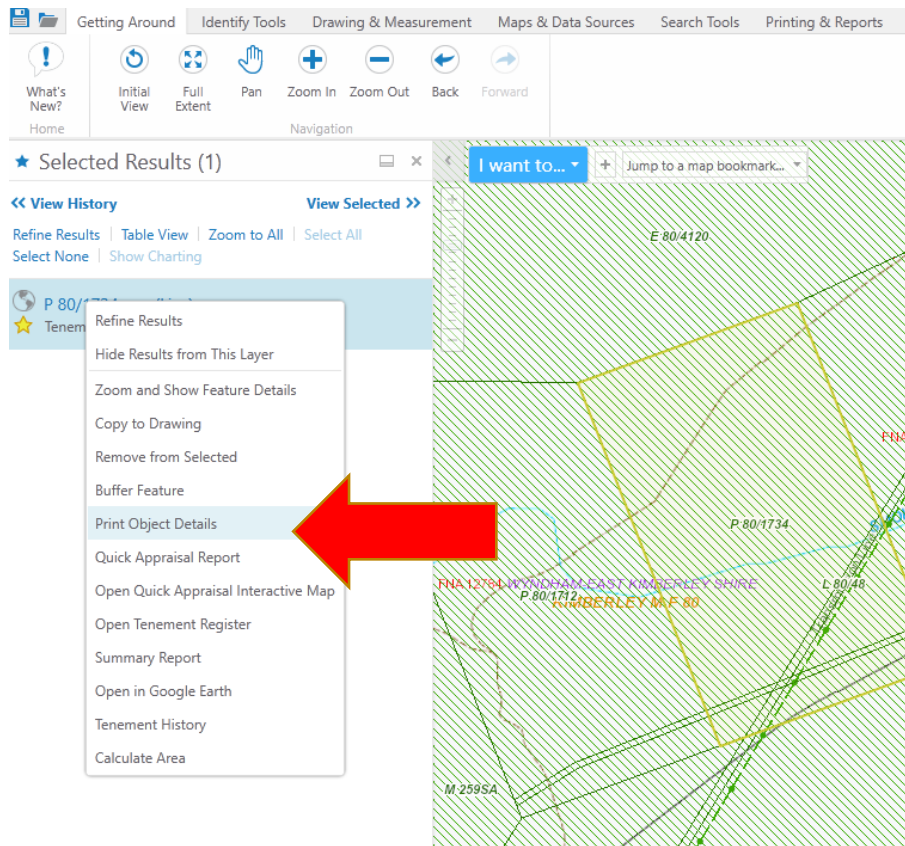 Getting Around Identify Tools Drawing & Measurement Maps & Data Sources Search Tools Printing & Reports
What's New?
Initial View
Full Extent
Pan
Zoom In
Zoom Out
Back
Forward
Home
Navigation
Selected Results (1)
I want to...
Jump to a map bookmark...
<< View History
View Selected >>
Refine Results | Table View | Zoom to All | Select All
Select None | Show Charting
P 80/
Tenem
Refine Results
Hide Results from This Layer
Zoom and Show Feature Details
Copy to Drawing
Remove from Selected
Buffer Feature
Print Object Details
Quick Appraisal Report
Open Quick Appraisal Interactive Map
Open Tenement Register
Summary Report
Open in Google Earth
Tenement History
Calculate Area
E 80/4120
FNA
P 80/1734
FNA 12764
WYNDHAM-EAST KIMBERLEY SHIRE
L 80/48
P 80/1712
KIMBERLEY M F 80
M 259SA